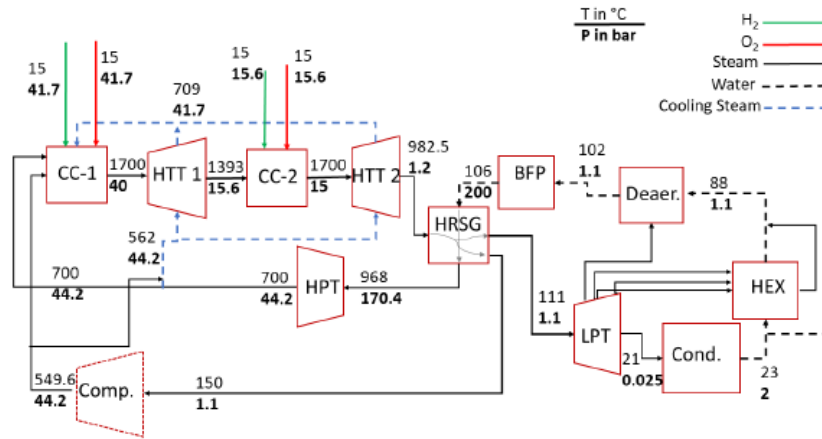 T in °C
P in bar
H2
O2
Steam
Water
Cooling Steam
15
41.7
15
41.7
15
15.6
15
15.6
709
41.7
CC-1
1700
40
HTT 1
1393
15.6
CC-2
1700
15
HTT 2
982.5
1.2
106
200
BFP
102
1.1
Deaer.
88
1.1
HRSG
562
44.2
700
44.2
700
44.2
HPT
968
170.4
111
1.1
HEX
LPT
21
0.025
Cond.
23
2
549.6
44.2
Comp.
150
1.1